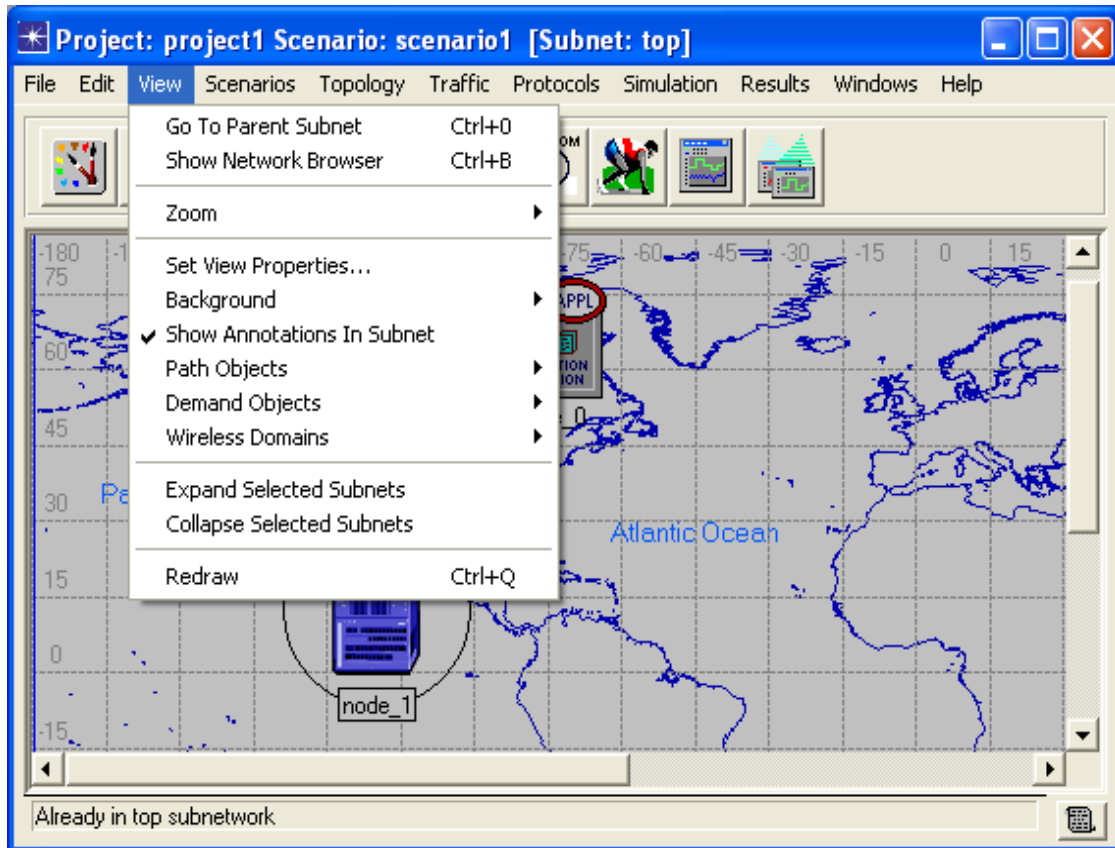 Project: project1 Scenario: scenario1 [Subnet: top]
File Edit View Scenarios Topology Traffic Protocols Simulation Results Windows Help
Go To Parent Subnet Ctrl+0
Show Network Browser Ctrl+B
Zoom
Set View Properties...
Background
Show Annotations In Subnet
Path Objects
Demand Objects
Wireless Domains
Expand Selected Subnets
Collapse Selected Subnets
Redraw Ctrl+Q
-180 -75 -60 -45 -30 -15 0 15
75
60
45
30
15
0
-15
APPL
Atlantic Ocean
node_1
Already in top subnetwork